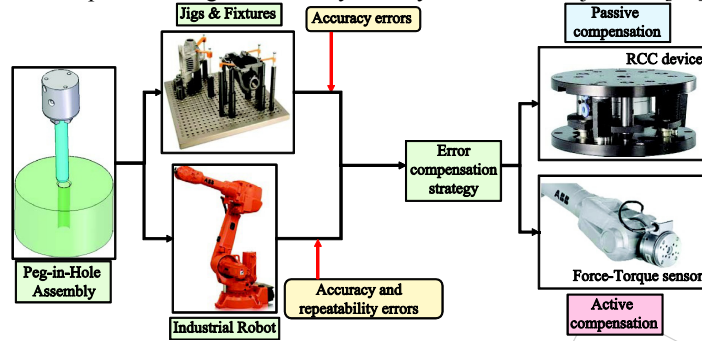 Jigs & Fixtures
Accuracy errors
Passive
compensation
RCC device
Error
compensation
strategy
ABB
Peg-in-Hole
Assembly
Industrial Robot
Accuracy and
repeatability errors
Force-Torque sensor
Active
compensation